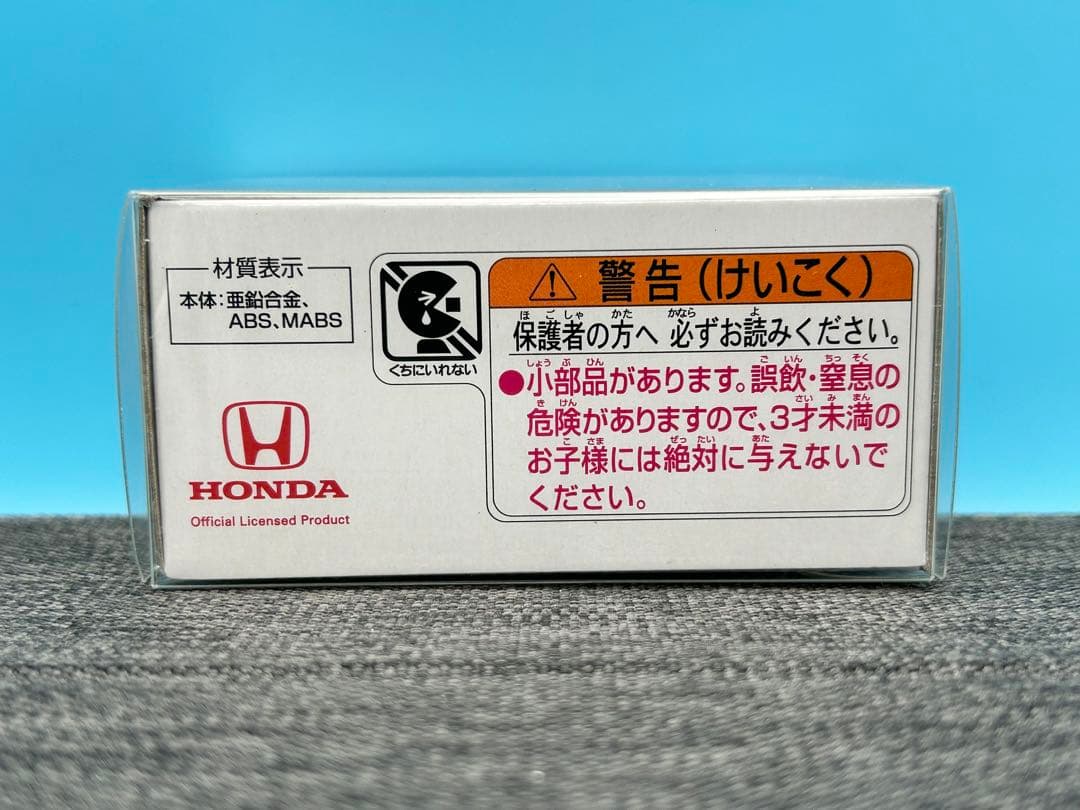 材質表示
本体：亜鉛合金、
ABS、MABS
HONDA
Official Licensed Product
くちにいれない
警告（けいこく）
ほごしゃ かた かなら よ
保護者の方へ 必ずお読みください。
しょうぶひん ごいん ちっそく
●小部品があります。誤飲・窒息の
きけん さいみまん
危険がありますので、3才未満の
こさま ぜったい あた
お子様には絶対に与えないで
ください。